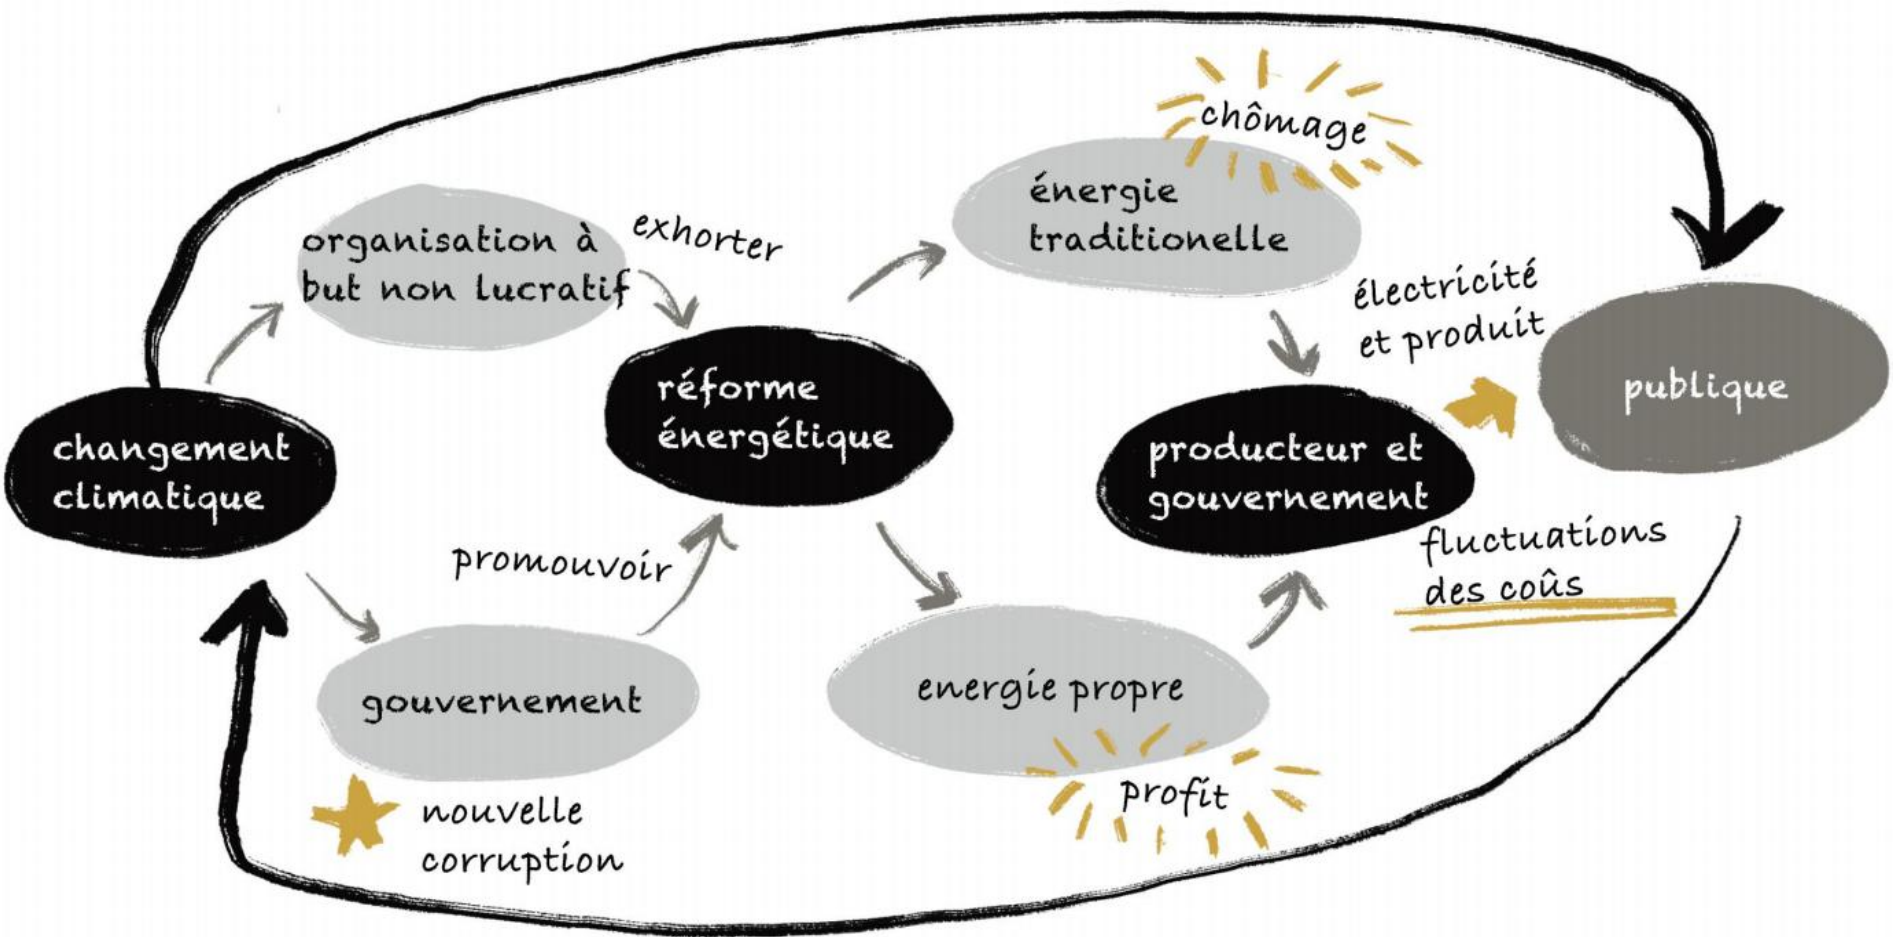 chômage
énergie
traditionelle
organisation à
but non lucratif
exhorter
électricité
et produit
réforme
énergétique
publique
changement
climatique
producteur et
gouvernement
promouvoir
fluctuations
des coûs
gouvernement
energie propre
nouvelle
corruption
profit